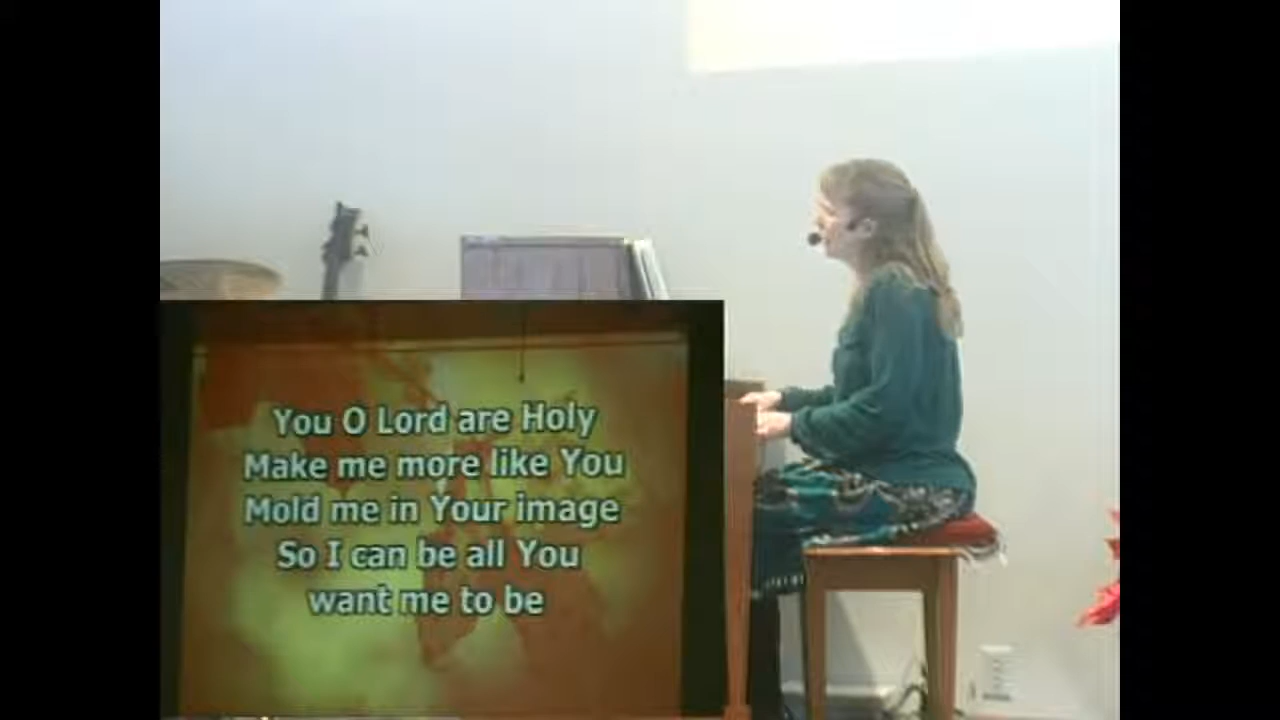 You O Lord are Holy
Make me more like You
Mold me in Your image
So I can be all You
want me to be